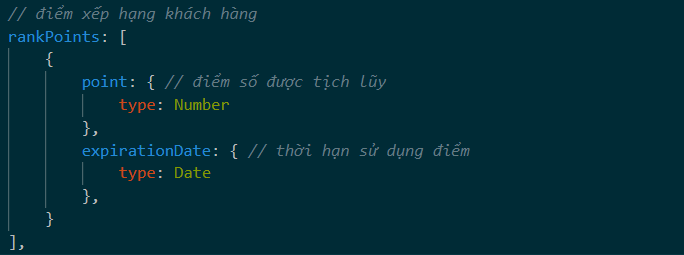 // điểm xếp hạng khách hàng
rankPoints: [
{
point: { // điểm số được tịch lũy
type: Number
},
expirationDate: { // thời hạn sử dụng điểm
type: Date
},
}
],